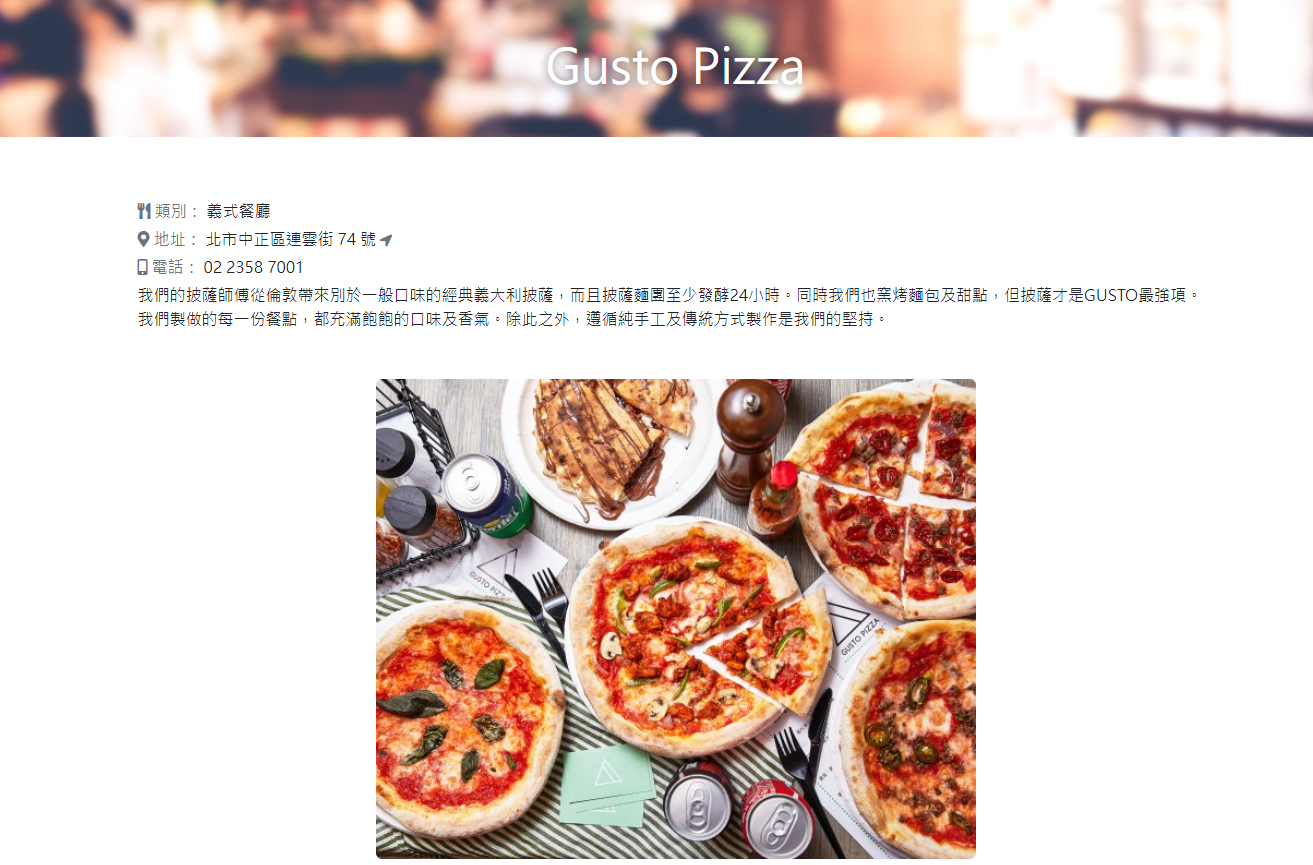 Gusto Pizza
類別： 義式餐廳
地址： 北市中正區連雲街 74 號
電話： 02 2358 7001
我們的披薩師傅從倫敦帶來別於一般口味的經典義大利披薩，而且披薩麵團至少發酵24小時。同時我們也窯烤麵包及甜點，但披薩才是GUSTO最強項。
我們製做的每一份餐點，都充滿飽飽的口味及香氣。除此之外，遵循純手工及傳統方式製作是我們的堅持。
GUSTO PIZZ
GUSTO PIZZA